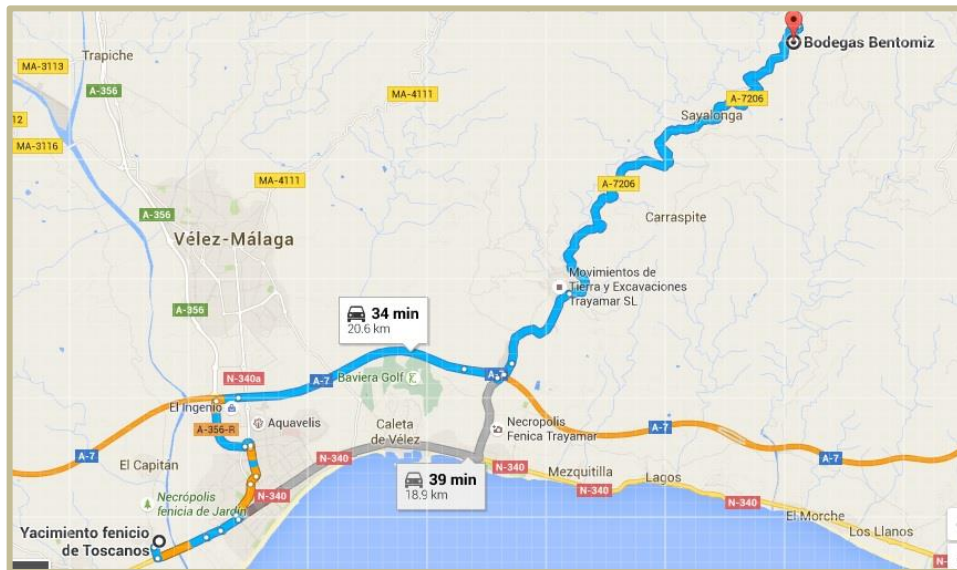 Bodegas Bentomiz
Trapiche
MA-3113
A-356
MA-4111
A-7206
12
Sayalonga
MA-3116
MA-4111
A-7206
A-356
Carraspite
Vélez-Málaga
Movimientos de
Tierra y Excavaciones
Trayamar SL
A-356
34 min
20.6 km
N-340a
A-7
Baviera Golf
A-7
El Ingenio
A-356-R
Aquavelis
Caleta
de Vélez
Necropolis
Fenica Trayamar
A-7
A-7
El Capitan
N-340
39 min
18.9 km
N-340
Mezquitilla
Lagos
A-7
N-340
N-340
N-340
Necrópolis
fenicia de Jardín
El Morche
Los Llanos
Yacimiento fenicio
de Toscanos
N-